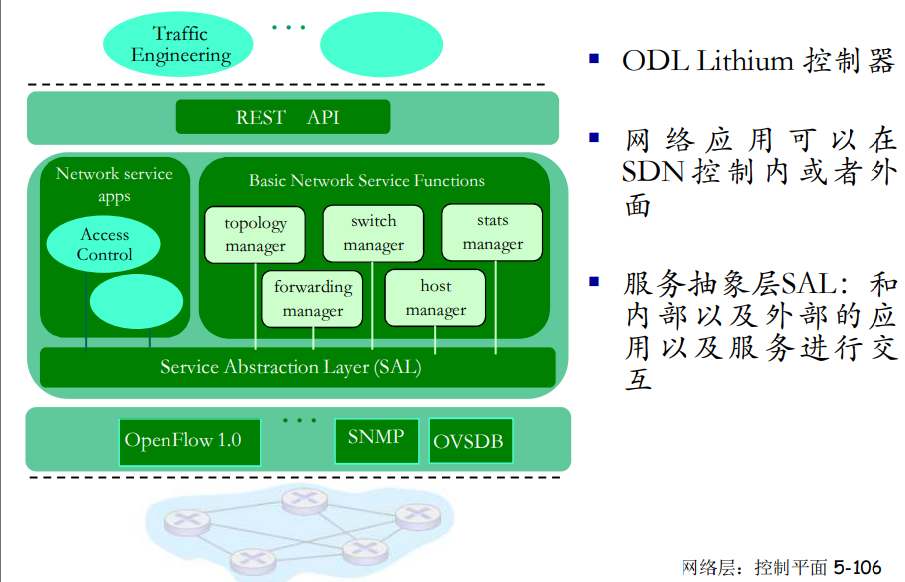 Traffic
Engineering
...
REST API
Network service
apps
Access
Control
Basic Network Service Functions
topology
manager
switch
manager
stats
manager
forwarding
manager
host
manager
Service Abstraction Layer (SAL)
OpenFlow 1.0
...
SNMP
OVSDB
ODL Lithium 控制器
网络应用可以在
SDN控制内或者外
面
服务抽象层SAL：和
内部以及外部的应
用以及服务进行交
互
网络层：控制平面 5-106